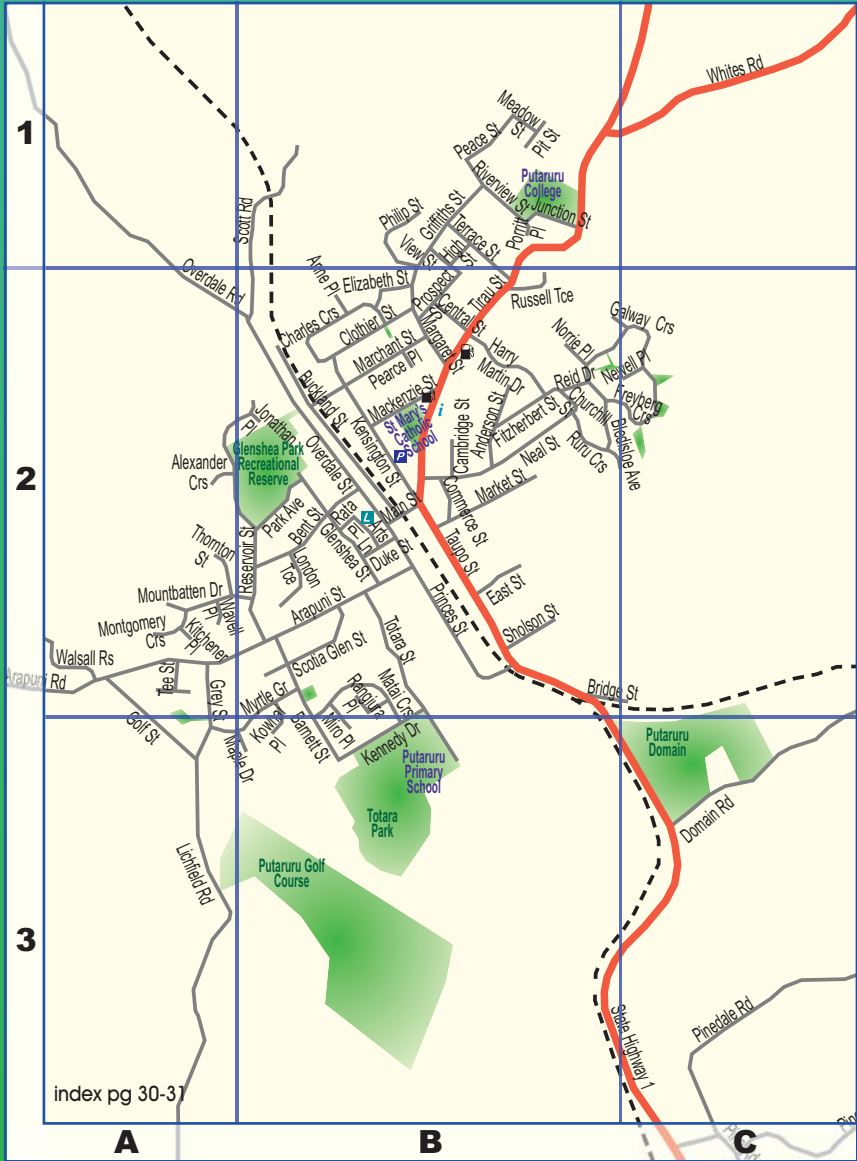 1
Whites Rd
Meadow
St
Pit St
Peace St
Putaruru
College
Riverview St
Junction St
Porritt
Pl
Philip St
Griffiths St
Terrace St
View
St
High
St
Scott Rd
Overdale Rd
Anne Pl
Elizabeth St
Prospect
St
Central St
Tirau St
Russell Tce
Charles Crs
Clothier St
Margaret St
Galway Crs
Marchant St
Pearce Pl
Harry
Martin Dr
Norrie Pl
Newell Pl
Reid Dr
Buckland St
Mackenzie St
i
Churchill
St
Freyberg
Crs
Jonathan
Pl
St Mary's
Catholic
School
Kensington St
Cambridge St
Anderson St
Fitzherbert St
Neal St
Ruru Crs
Bledisloe Ave
Glenshea Park
Recreational
Reserve
Overdale St
P
Alexander
Crs
2
Market St
Commerce St
Park Ave
Bent St
Rata
Pl
L
Arts
Ln
Main St
Glenshea St
Duke St
Taupo St
Thornton
St
Reservoir St
London
Tce
Mountbatten Dr
Wavell
Pl
Montgomery
Crs
Kitchener
Pl
Arapuni St
Princes St
East St
Sholson St
Totara St
Walsall Rs
Arapuni Rd
Tee St
Grey St
Scotia Glen St
Myrtle Gr
Rangiura
Pl
Matai Crs
Bridge St
Golf St
Kowhai
Pl
Barnett St
Miro Pl
Kennedy Dr
Maple Dr
Putaruru
Primary
School
Putaruru
Domain
Totara
Park
Domain Rd
Lichfield Rd
Putaruru Golf
Course
3
State Highway 1
Pinedale Rd
index pg 30-31
A
B
C